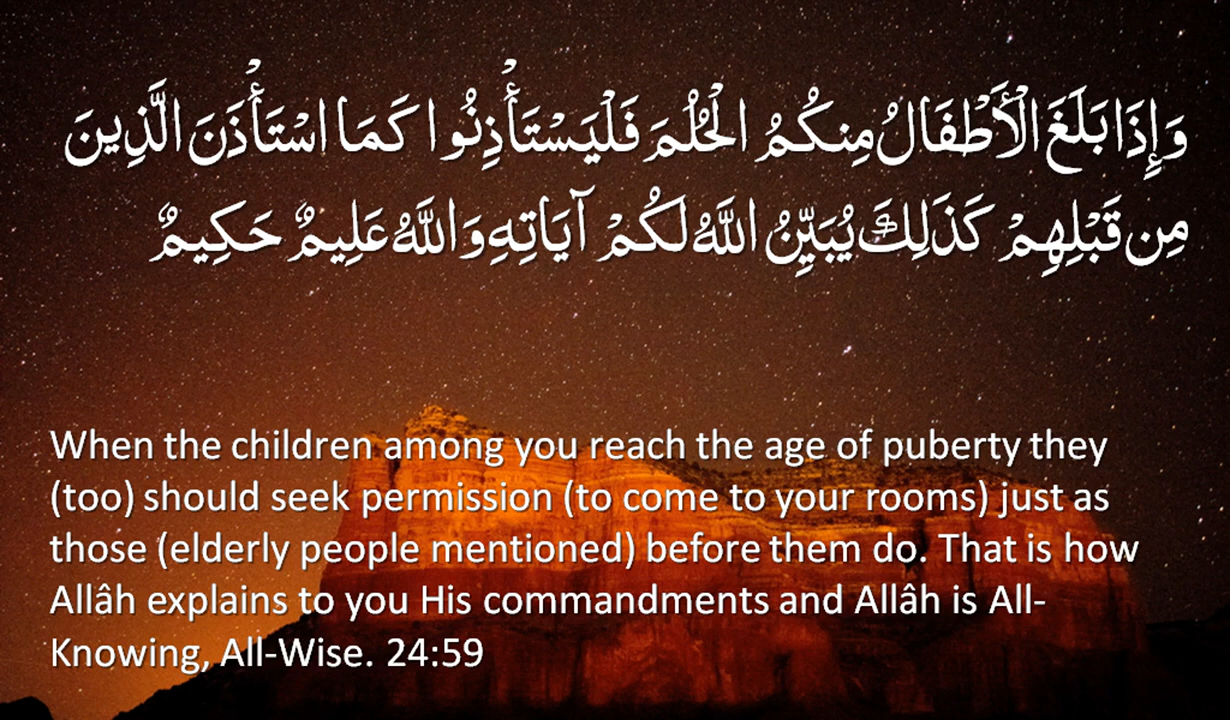 وَإِذَا بَلَغَ الْأَطْفَالُ مِنكُمُ الْحُلُمَ فَلْيَسْتَأْذِنُوا كَمَا اسْتَأْذَنَ الَّذِينَ
مِن قَبْلِهِمْ كَذَلِكَ يُبَيِّنُ اللَّهُ لَكُمْ آيَاتِهِ وَاللَّهُ عَلِيمٌ حَكِيمٌ
When the children among you reach the age of puberty they
(too) should seek permission (to come to your rooms) just as
those (elderly people mentioned) before them do. That is how
Allâh explains to you His commandments and Allâh is All-
Knowing, All-Wise. 24:59